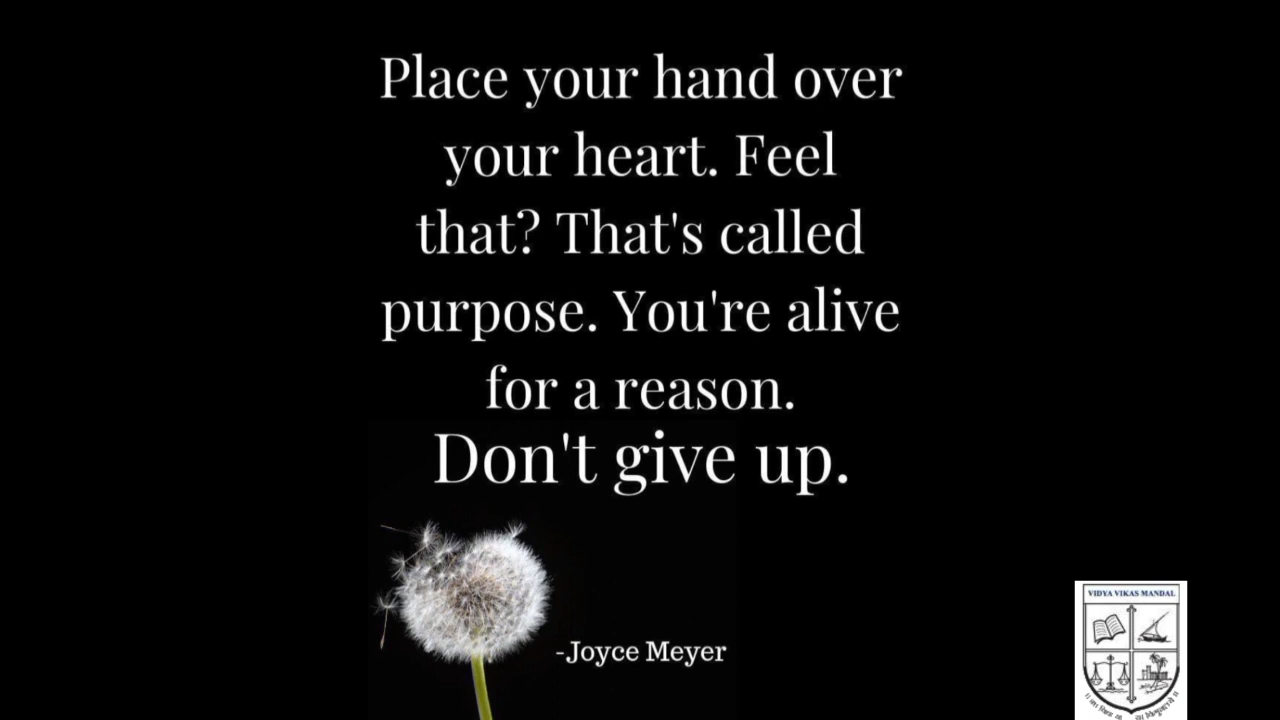 Place your hand over
your heart. Feel
that? That's called
purpose. You're alive
for a reason.
Don't give up.
-Joyce Meyer
VIDYA VIKAS MANDAL